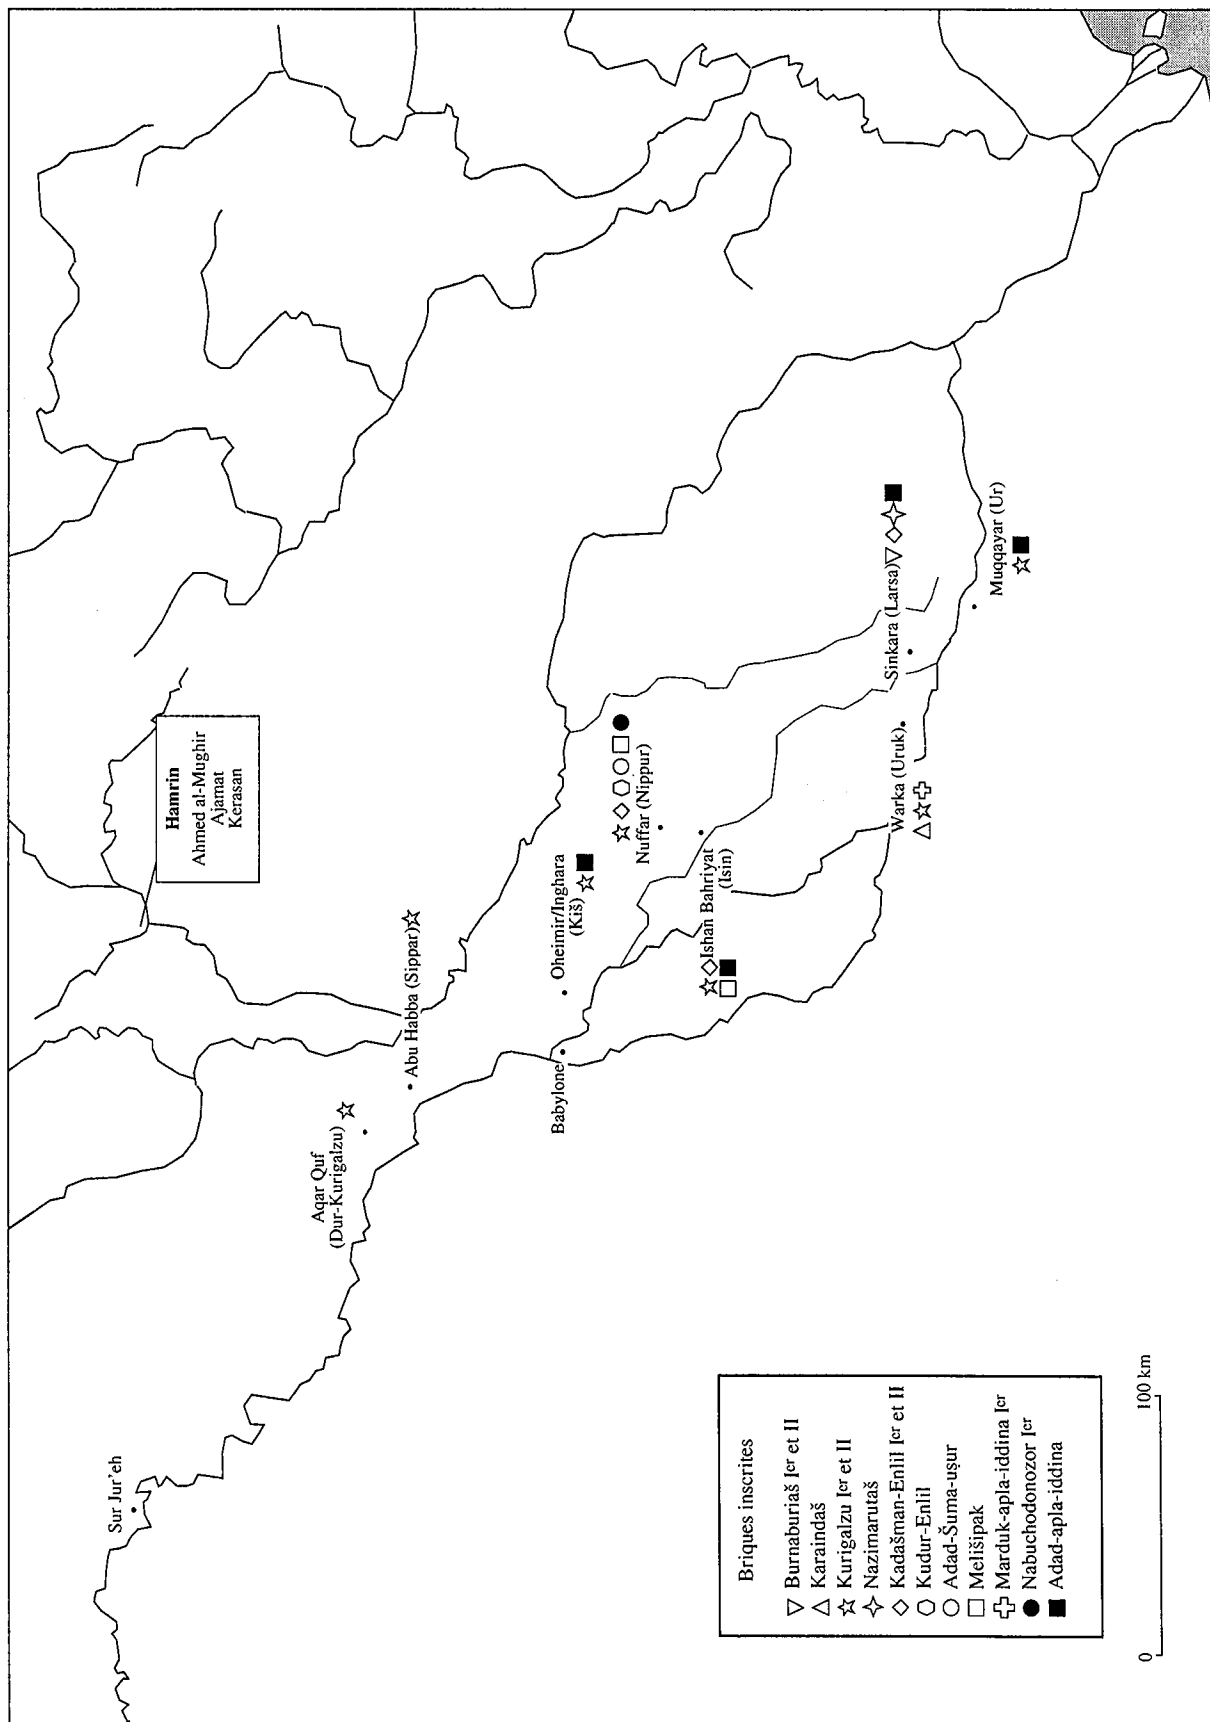 Hamrin
Ahmed al-Mughir
Ajamat
Kerasan
Sur Jur'eh
Aqar Quf
(Dur-Kurigalzu)
Abu Habba (Sippar)
Babylone
Oheimir/Inghara
(Kiš)
Nuffar (Nippur)
Ishan Bahriyat
(Isin)
Warka (Uruk)
Sinkara (Larsa)
Muqqayar (Ur)
Briques inscrites
Burnaburiaš Ier et II
Karaindaš
Kurigalzu Ier et II
Nazimarutaš
Kadašman-Enlil Ier et II
Kudur-Enlil
Adad-Šuma-uṣur
Melišipak
Marduk-apla-iddina Ier
Nabuchodonozor Ier
Adad-apla-iddina
0 100 km